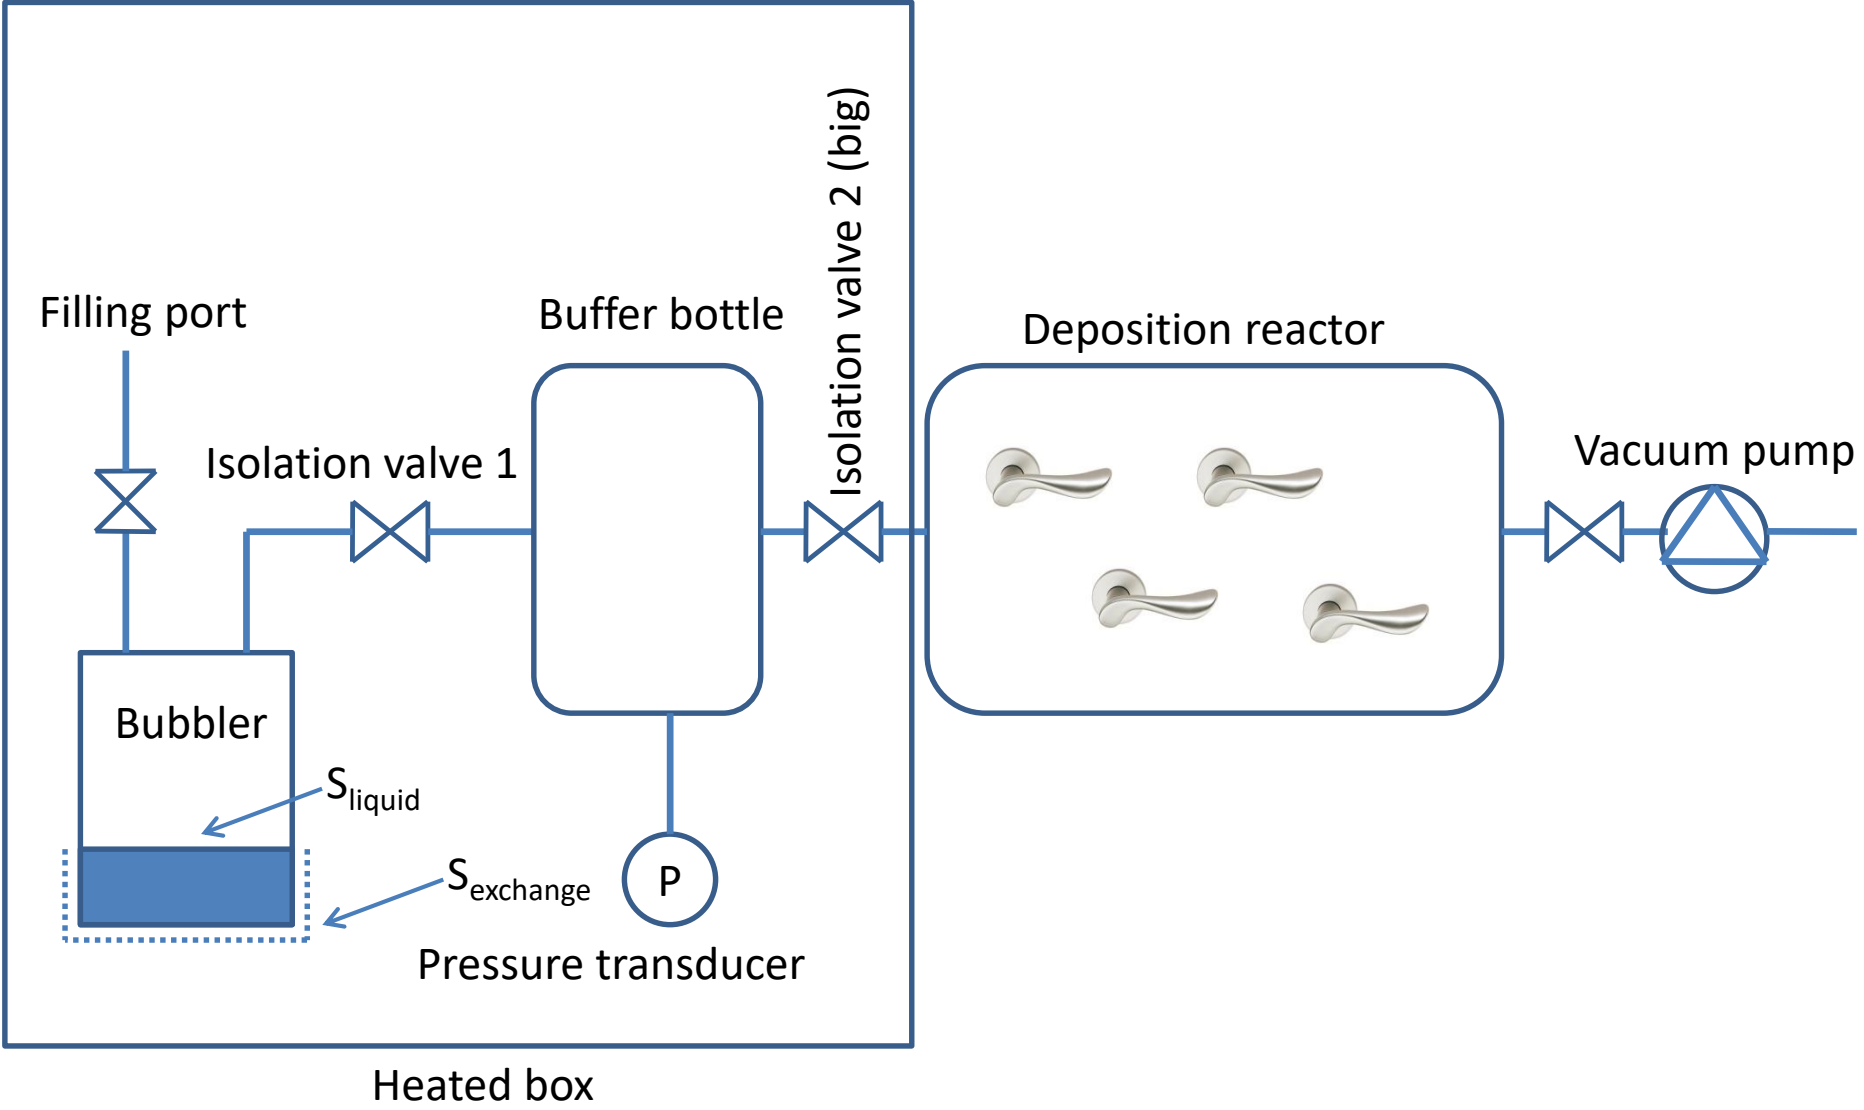 Isolation valve 2 (big)
Filling port
Buffer bottle
Deposition reactor
Isolation valve 1
Vacuum pump
Bubbler
Sliquid
Sexchange
P
Pressure transducer
Heated box